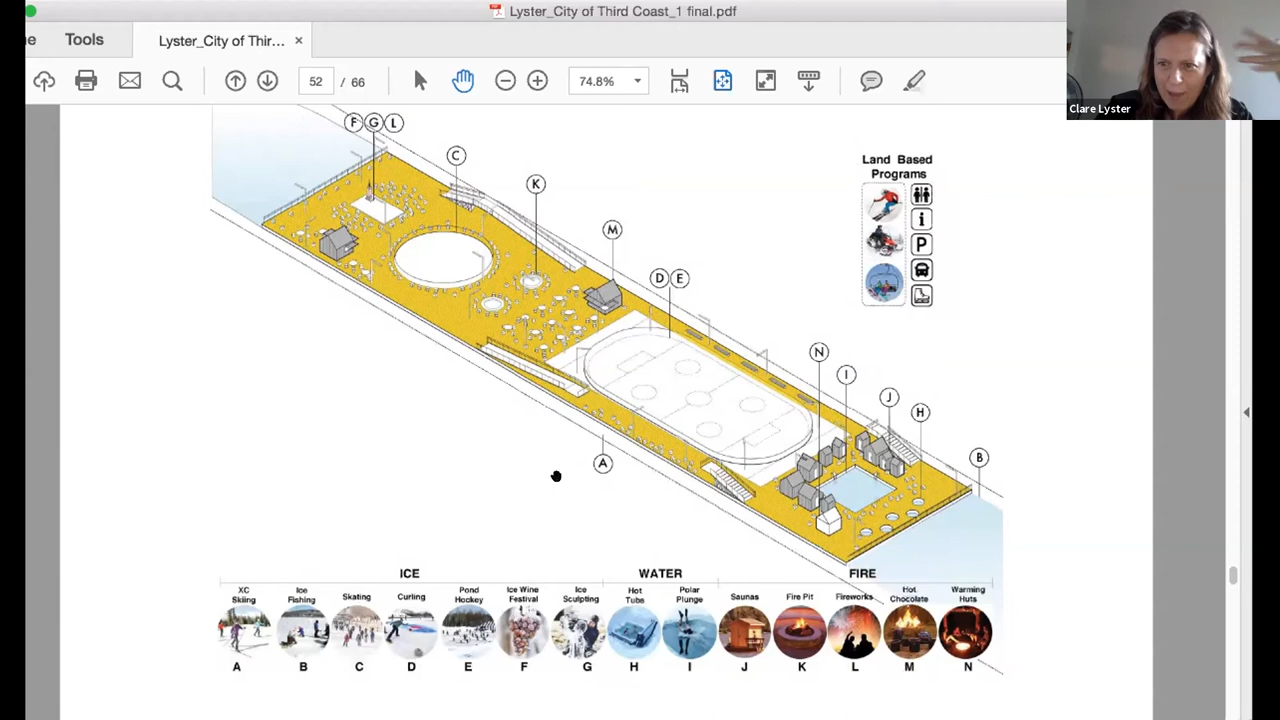 Lyster_City of Third Coast_1 final.pdf
e Tools Lyster_City of Thir... ×
52 / 66 74.8%
Clare Lyster
F G L
C
K
M
D E
A
N
I
J
H
B
Land Based
Programs
i
P
ICE WATER FIRE
XC Skiing
Ice Fishing
Skating
Curling
Pond Hockey
Ice Wine Festival
Ice Sculpting
Hot Tubs
Polar Plunge
Saunas
Fire Pit
Fireworks
Hot Chocolate
Warming Huts
A B C D E F G H I J K L M N